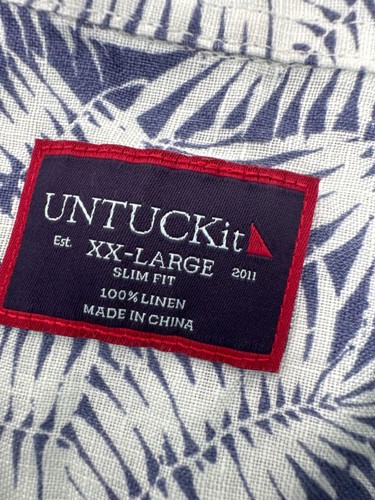 UNTUCKit
Est. XX-LARGE 2011
SLIM FIT
100% LINEN
MADE IN CHINA